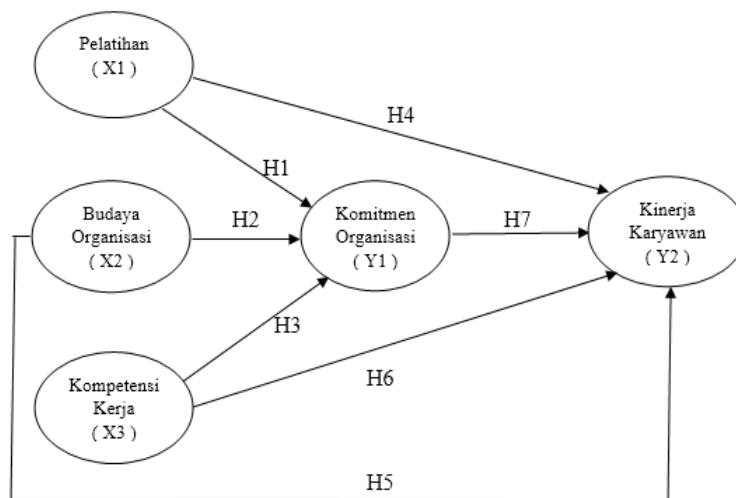 Pelatihan
( X1 )
H4
H1
Budaya
Organisasi
( X2 )
H2
Komitmen
Organisasi
( Y1 )
H7
Kinerja
Karyawan
( Y2 )
H3
Kompetensi
Kerja
( X3 )
H6
H5